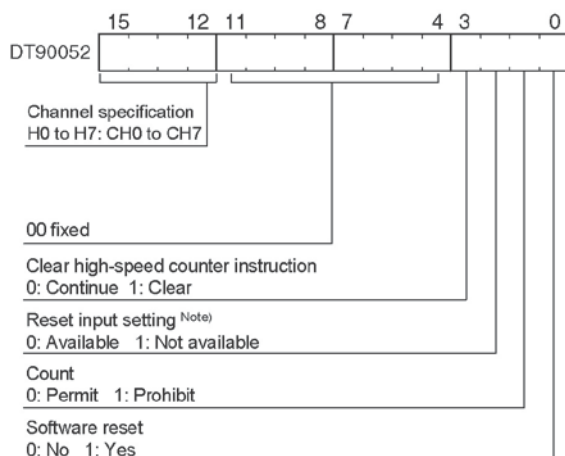 15 12 11 8 7 4 3 0
DT90052
Channel specification
H0 to H7: CH0 to CH7
00 fixed
Clear high-speed counter instruction
0: Continue 1: Clear
Reset input setting Note)
0: Available 1: Not available
Count
0: Permit 1: Prohibit
Software reset
0: No 1: Yes